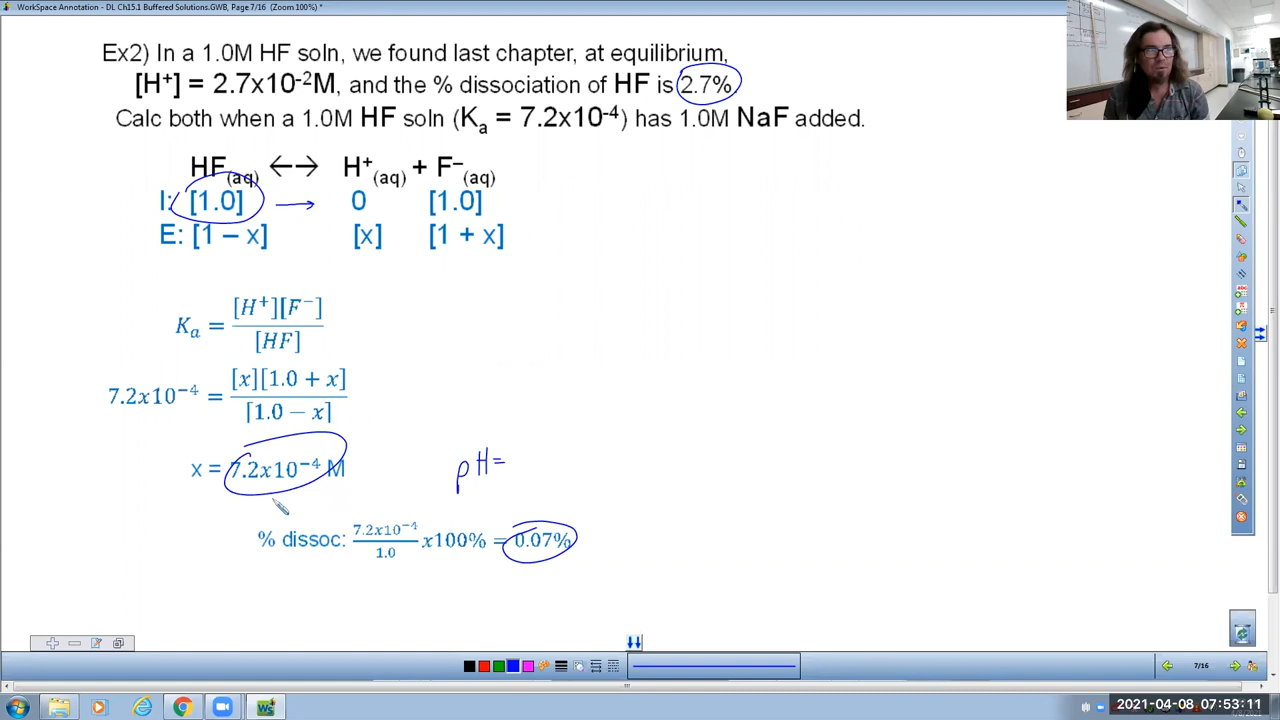 WorkSpace Annotation - DL Ch15.1 Buffered Solutions.GWB, Page 7/16 (Zoom 100%) *
Ex2) In a 1.0M HF soln, we found last chapter, at equilibrium,
[H⁺] = 2.7x10⁻²M, and the % dissociation of HF is 2.7%
Calc both when a 1.0M HF soln (Kₐ = 7.2x10⁻⁴) has 1.0M NaF added.
HF(aq) ←→ H⁺(aq) + F⁻(aq)
I: [1.0] → 0 [1.0]
E: [1 – x] [x] [1 + x]
Kₐ = [H⁺][F⁻] / [HF]
7.2x10⁻⁴ = [x][1.0 + x] / [1.0 − x]
x = 7.2x10⁻⁴ M
pH=
% dissoc: 7.2x10⁻⁴ / 1.0 x100% = 0.07%
7/16
2021-04-08 07:53:11